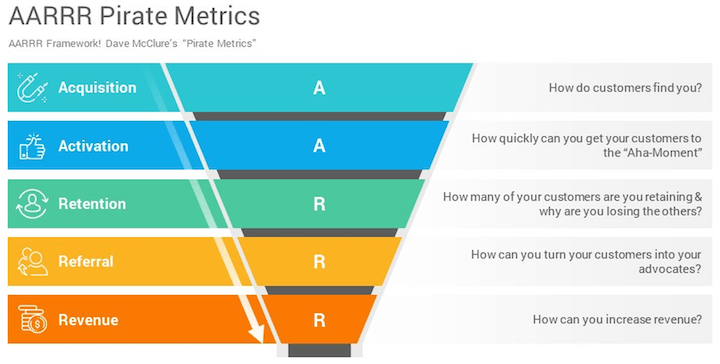 AARRR Pirate Metrics
AARRR Framework! Dave McClure's "Pirate Metrics"
Acquisition
A
How do customers find you?
Activation
A
How quickly can you get your customers to
the “Aha-Moment”
Retention
R
How many of your customers are you retaining &
why are you losing the others?
Referral
R
How can you turn your customers into your
advocates?
Revenue
R
How can you increase revenue?